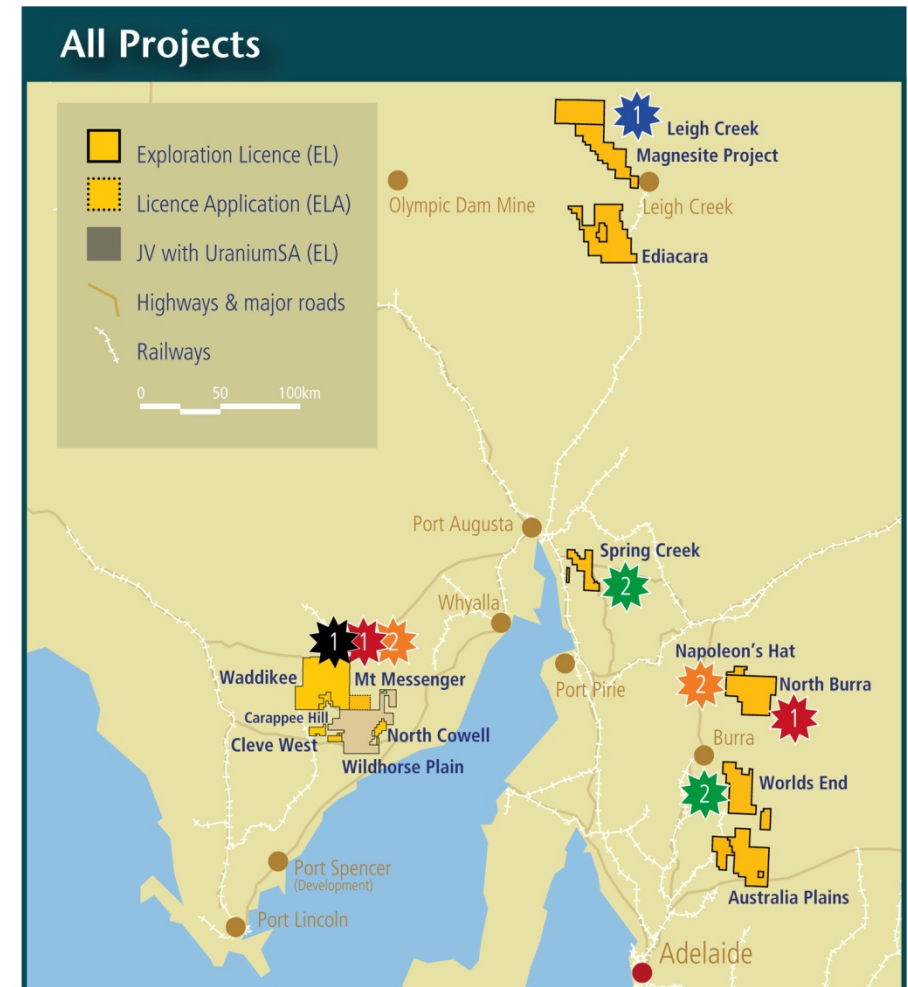 All Projects
Exploration Licence (EL)
Licence Application (ELA)
JV with UraniumSA (EL)
Highways & major roads
Railways
0 50 100km
1
Leigh Creek
Magnesite Project
Olympic Dam Mine
Leigh Creek
Ediacara
Port Augusta
Spring Creek
2
Whyalla
1 1 2
Napoleon's Hat
Waddikee
Mt Messenger
Port Pirie
2
North Burra
1
Carappee Hill
North Cowell
Cleve West
Burra
Wildhorse Plain
Worlds End
2
Port Spencer
(Development)
Australia Plains
Port Lincoln
Adelaide